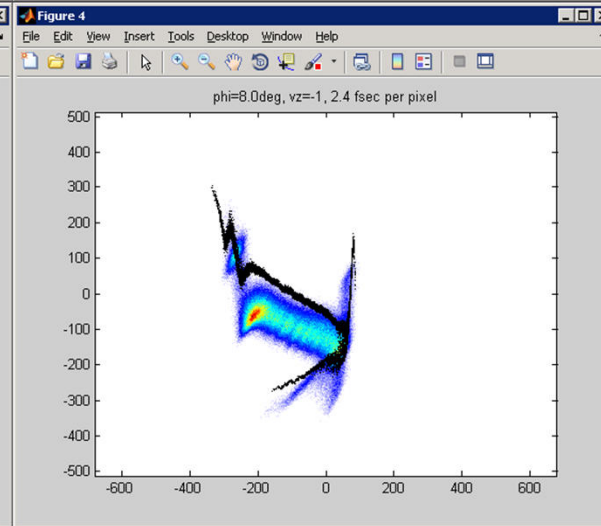 Figure 4
File Edit View Insert Tools Desktop Window Help
phi=8.0deg, vz=-1, 2.4 fsec per pixel
500
400
300
200
100
0
-100
-200
-300
-400
-500
-600 -400 -200 0 200 400 600